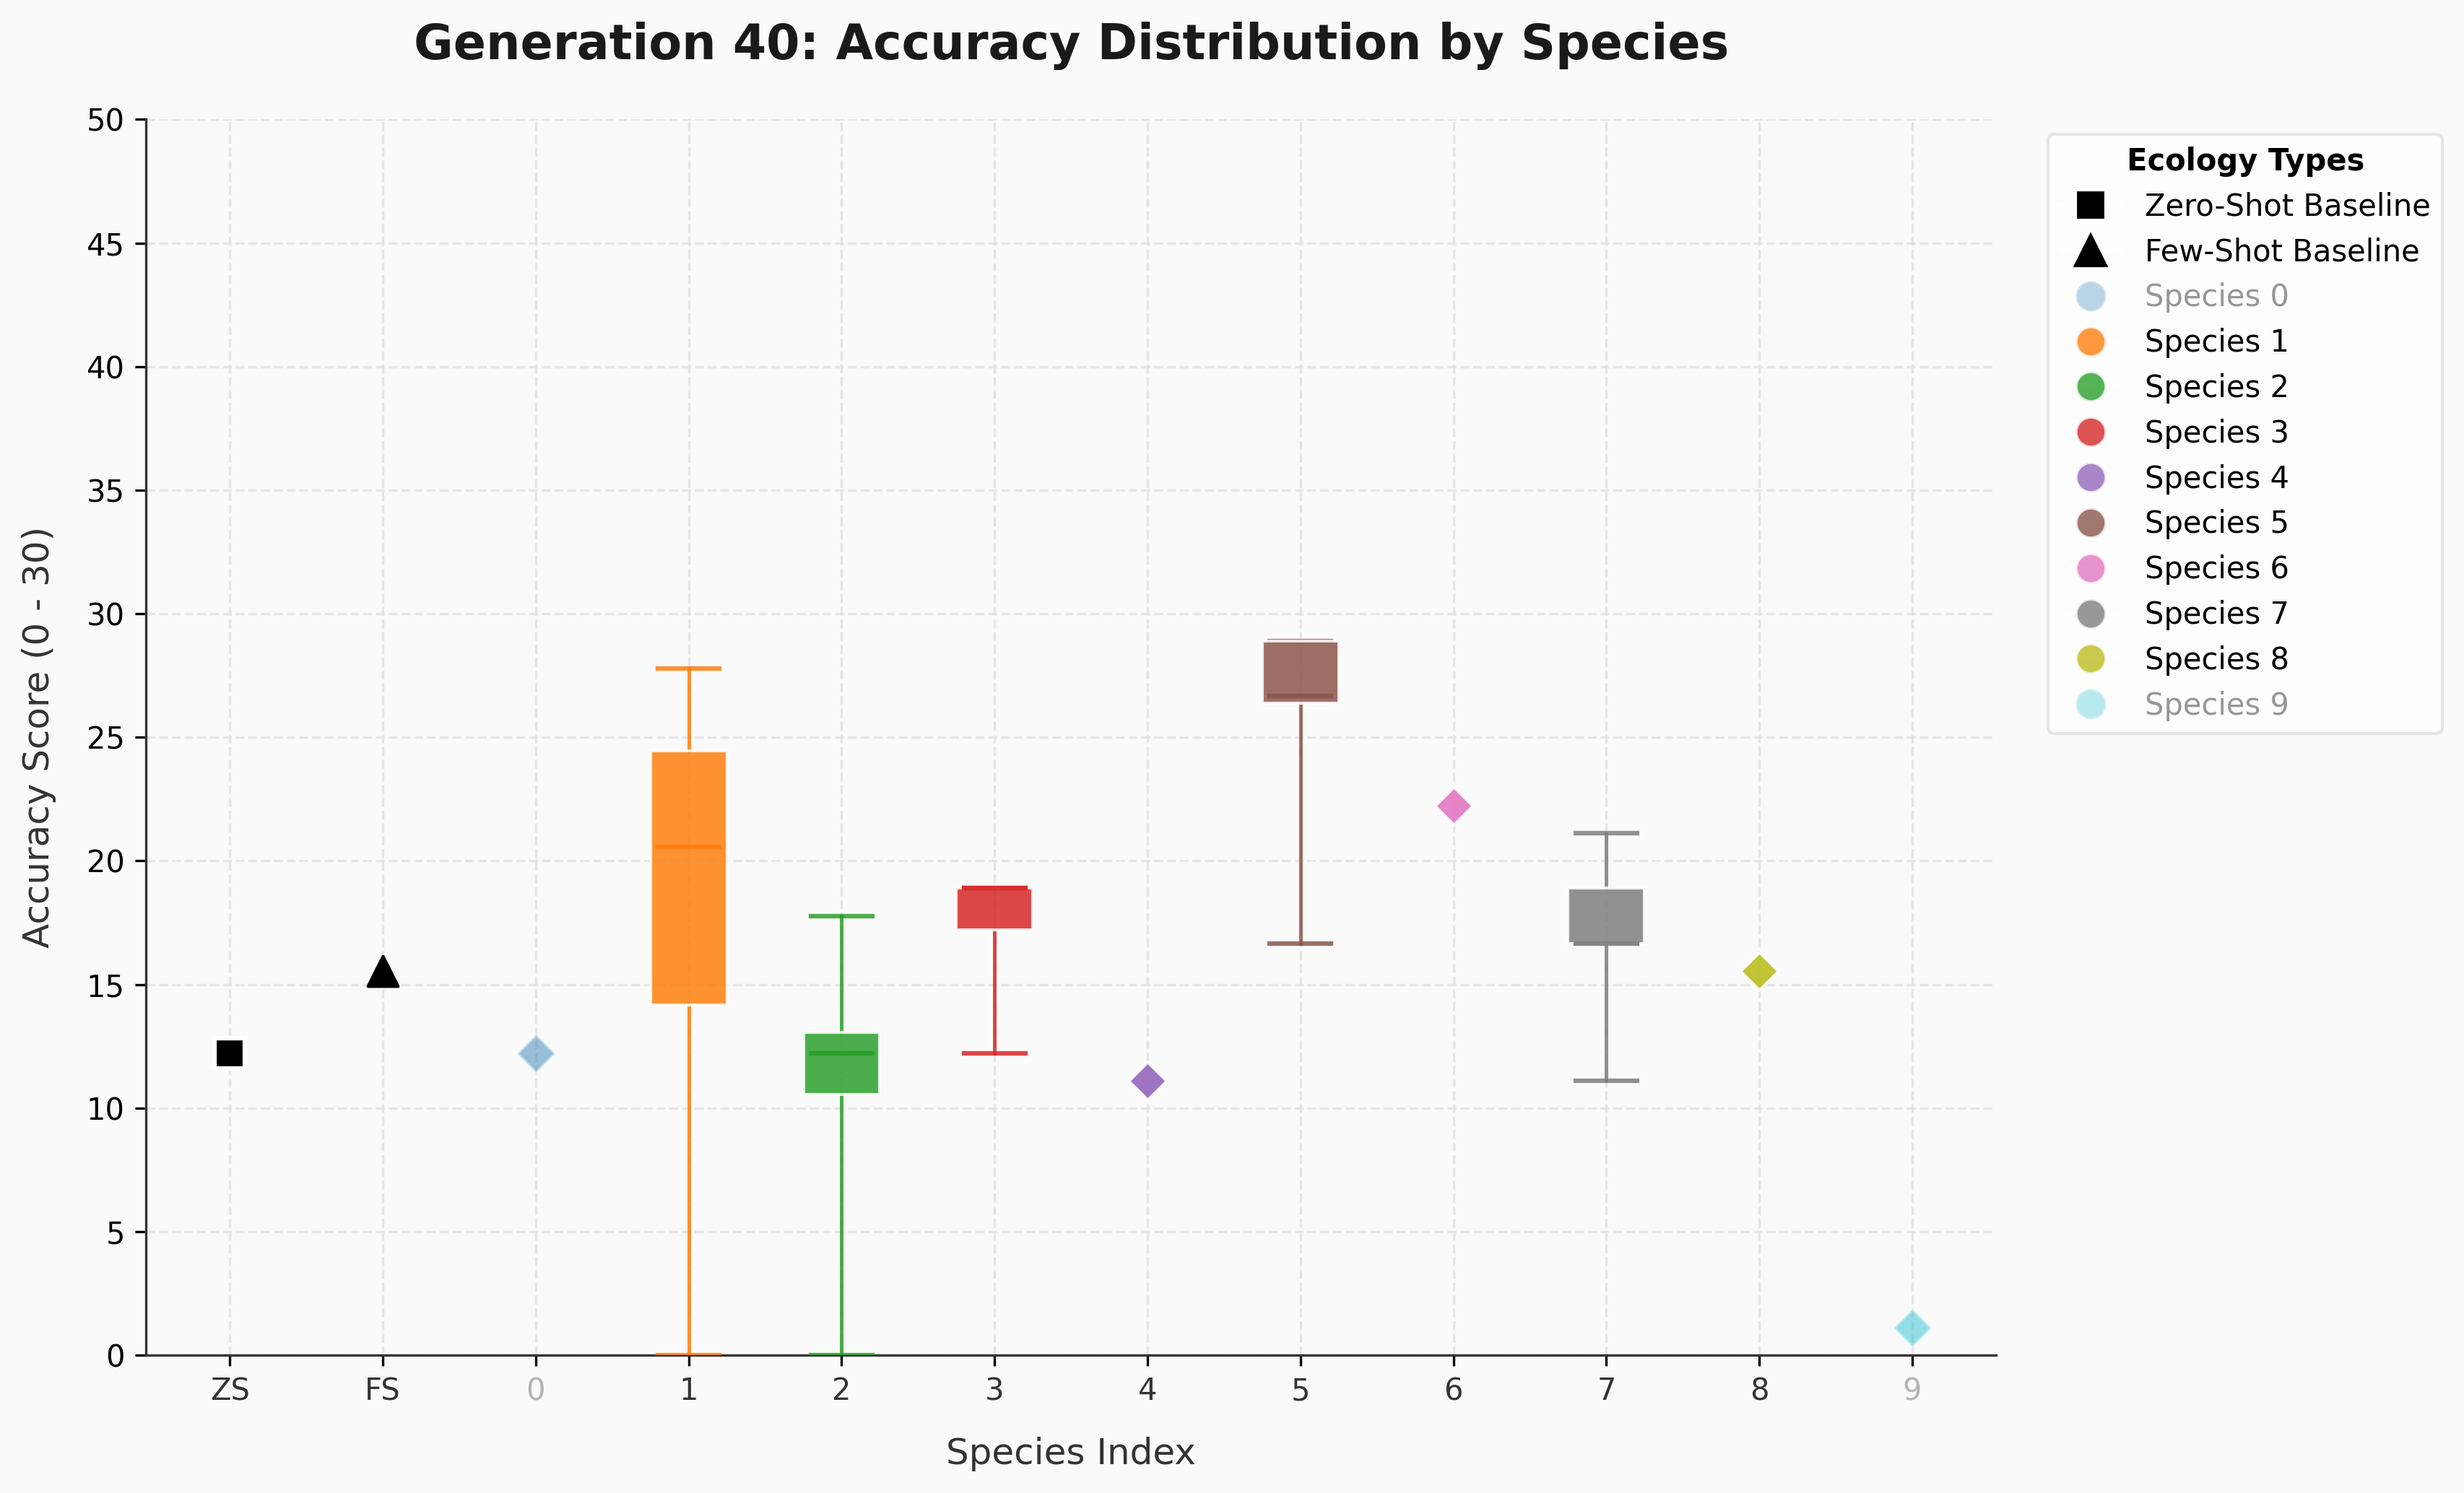 Generation 40: Accuracy Distribution by Species
50
45
40
35
30
25
20
15
10
5
0
Accuracy Score (0 - 30)
ZS FS 0 1 2 3 4 5 6 7 8 9
Species Index
Ecology Types
Zero-Shot Baseline
Few-Shot Baseline
Species 0
Species 1
Species 2
Species 3
Species 4
Species 5
Species 6
Species 7
Species 8
Species 9